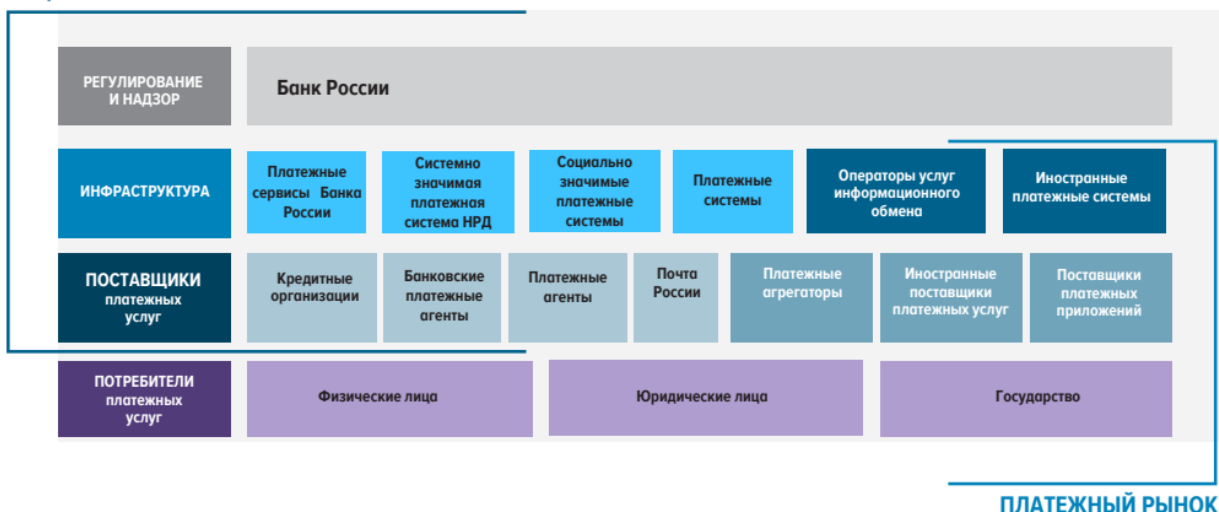 РЕГУЛИРОВАНИЕ
И НАДЗОР
Банк России
ИНФРАСТРУКТУРА
Платежные
сервисы Банка
России
Системно
значимая
платежная
система НРД
Социально
значимые
платежные
системы
Платежные
системы
Операторы услуг
информационного
обмена
Иностранные
платежные системы
ПОСТАВЩИКИ
платежных
услуг
Кредитные
организации
Банковские
платежные
агенты
Платежные
агенты
Почта
России
Платежные
агрегаторы
Иностранные
поставщики
платежных услуг
Поставщики
платежных
приложений
ПОТРЕБИТЕЛИ
платежных
услуг
Физические лица
Юридические лица
Государство
ПЛАТЕЖНЫЙ РЫНОК